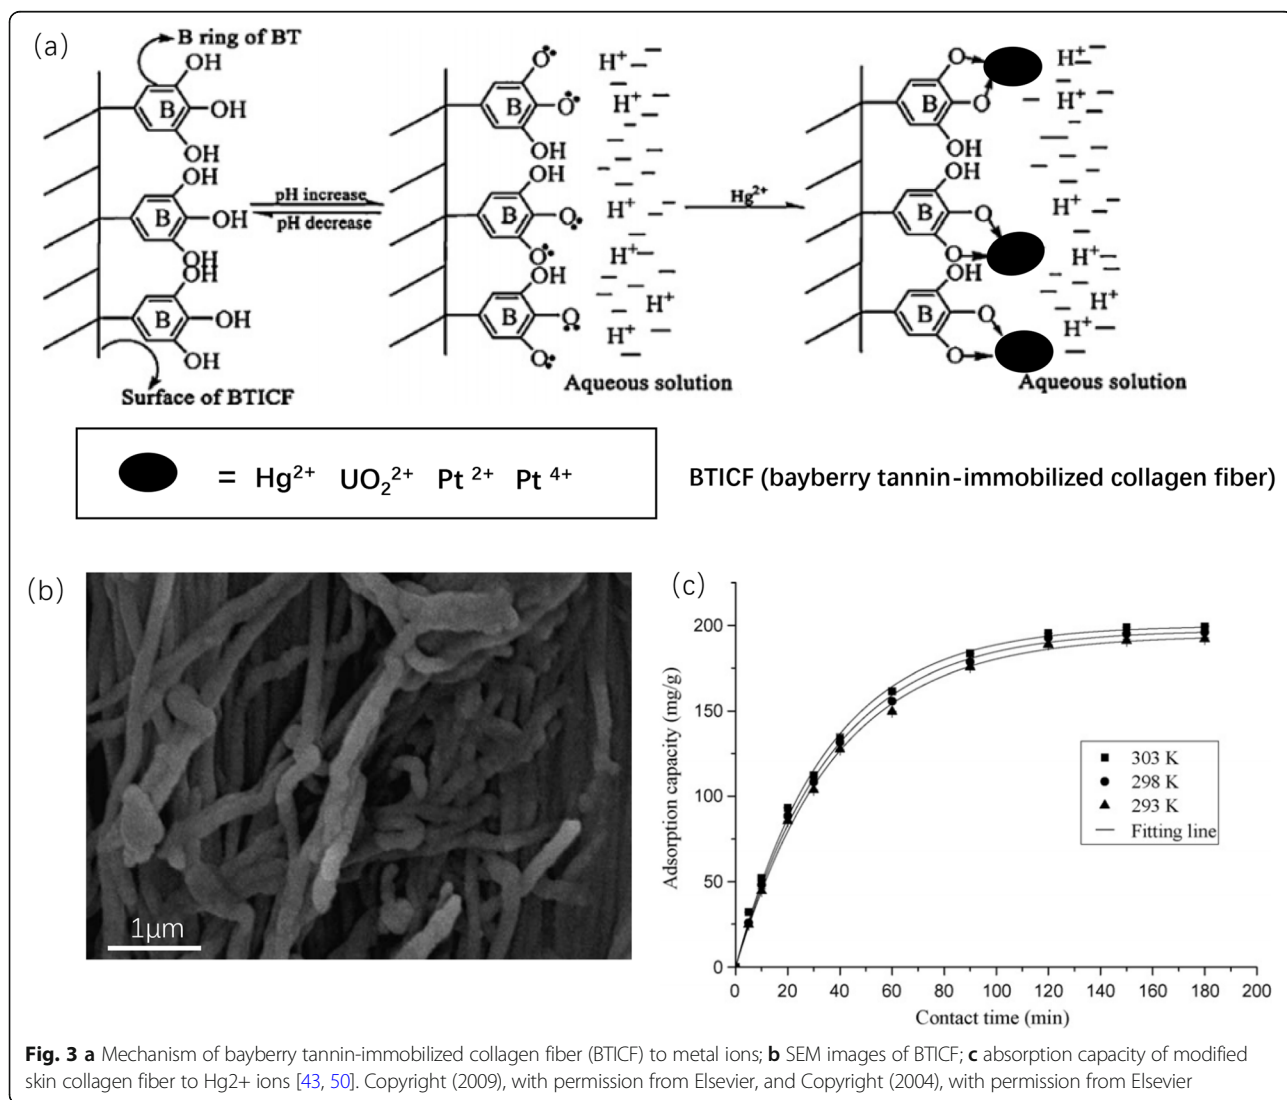 (a)
B ring of BT
OH
B
OH
OH
OH
B
OH
OH
OH
B
OH
OH
Surface of BTICF
pH increase
pH decrease
O
B
O
OH
OH
B
O
O
OH
B
O
O
H+
H+
H+
H+
H+
H+
Aqueous solution
Hg2+
O
B
O
OH
OH
B
O
O
OH
B
O
O
H+
H+
H+
H+
H+
H+
Aqueous solution
= Hg2+ UO22+ Pt 2+ Pt 4+
BTICF (bayberry tannin-immobilized collagen fiber)
(b)
1μm
(c)
Adsorption capacity (mg/g)
200
150
100
50
0
303 K
298 K
293 K
Fitting line
0 20 40 60 80 100 120 140 160 180 200
Contact time (min)
Fig. 3 a Mechanism of bayberry tannin-immobilized collagen fiber (BTICF) to metal ions; b SEM images of BTICF; c absorption capacity of modified
skin collagen fiber to Hg2+ ions [43, 50]. Copyright (2009), with permission from Elsevier, and Copyright (2004), with permission from Elsevier